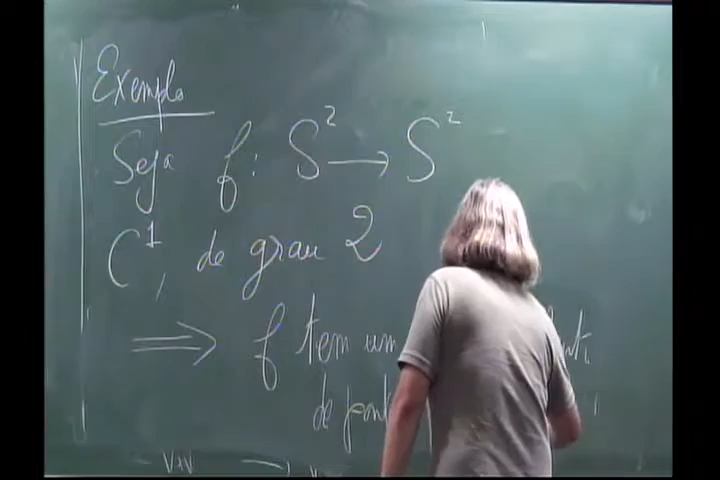 Exemplo
Seja f: S² → S²
C¹, de grau 2
⇒ f tem um
de